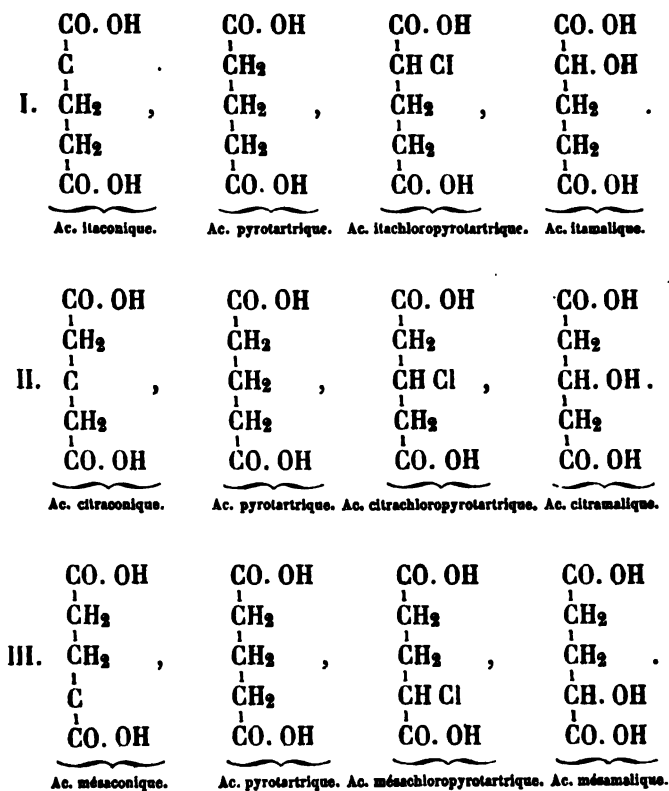 CO. OH CO. OH CO. OH CO. OH
C CH₂ CH Cl CH. OH
I. CH₂ , CH₂ , CH₂ , CH₂ .
CH₂ CH₂ CH₂ CH₂
CO. OH CO. OH CO. OH CO. OH
Ac. itaconique. Ac. pyrotartrique. Ac. itachloropyrotartrique. Ac. itamalique.
CO. OH CO. OH CO. OH CO. OH
CH₂ CH₂ CH₂ CH₂
II. C , CH₂ , CH Cl , CH. OH .
CH₂ CH₂ CH₂ CH₂
CO. OH CO. OH CO. OH CO. OH
Ac. citraconique. Ac. pyrotartrique. Ac. citrachloropyrotartrique. Ac. citramalique.
CO. OH CO. OH CO. OH CO. OH
CH₂ CH₂ CH₂ CH₂
III. CH₂ , CH₂ , CH₂ , CH₂ .
C CH₂ CH Cl CH. OH
CO. OH CO. OH CO. OH CO. OH
Ac. mésaconique. Ac. pyrotartrique. Ac. mésachloropyrotartrique. Ac. mésamalique.